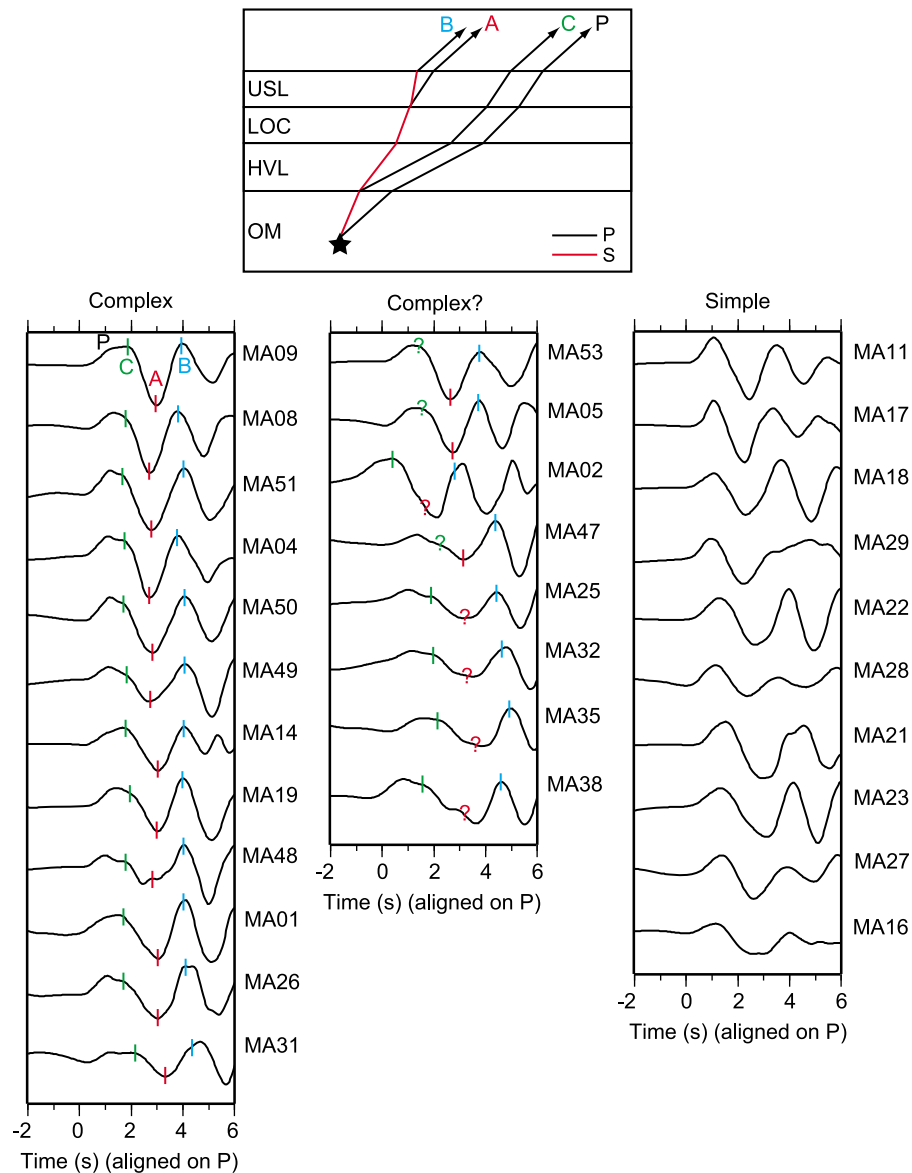 B A C P
USL
LOC
HVL
OM
P
S
Complex
P
C A B
MA09
MA08
MA51
MA04
MA50
MA49
MA14
MA19
MA48
MA01
MA26
MA31
-2 0 2 4 6
Time (s) (aligned on P)
Complex?
? MA53
? MA05
? MA02
? MA47
? MA25
? MA32
? MA35
? MA38
-2 0 2 4 6
Time (s) (aligned on P)
Simple
MA11
MA17
MA18
MA29
MA22
MA28
MA21
MA23
MA27
MA16
-2 0 2 4 6
Time (s) (aligned on P)